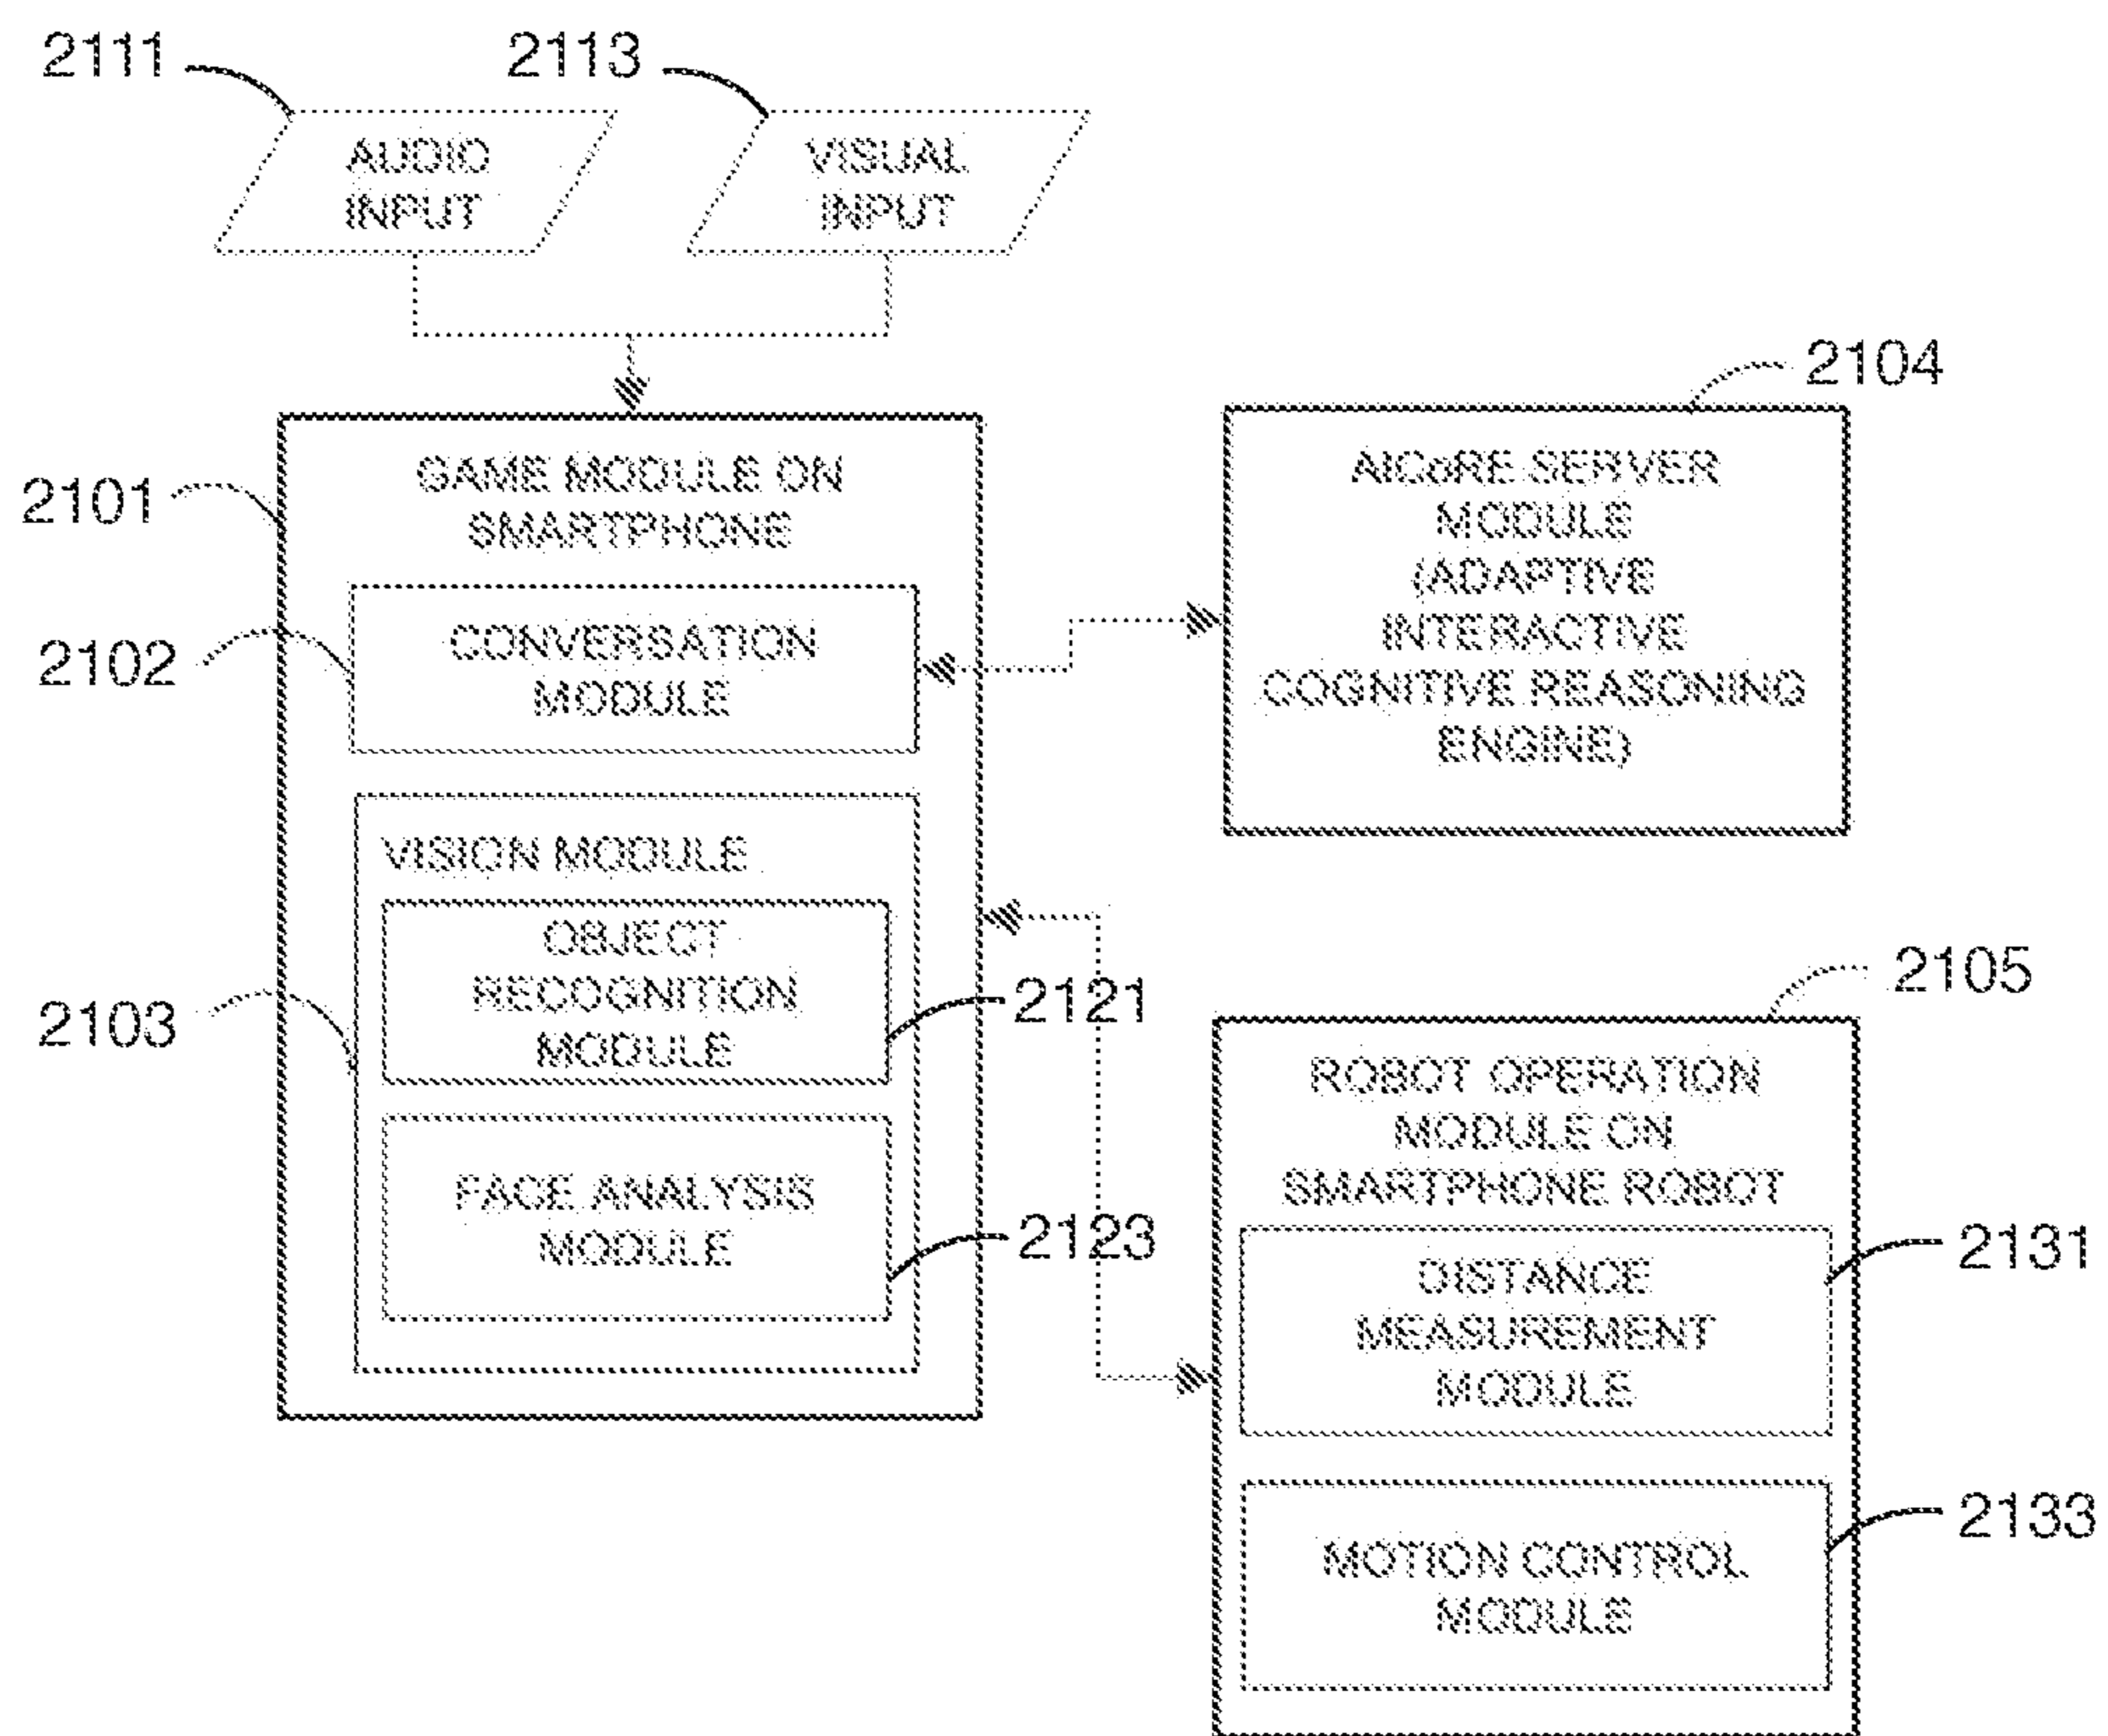 2111
2113
AUDIO
INPUT
VISUAL
INPUT
2104
2101
GAME MODULE ON
SMARTPHONE
AICoRE SERVER
MODULE
(ADAPTIVE
INTERACTIVE
COGNITIVE REASONING
ENGINE)
2102
CONVERSATION
MODULE
2103
VISION MODULE
OBJECT
RECOGNITION
MODULE
2121
FACE ANALYSIS
MODULE
2123
2105
ROBOT OPERATION
MODULE ON
SMARTPHONE ROBOT
DISTANCE
MEASUREMENT
MODULE
2131
MOTION CONTROL
MODULE
2133